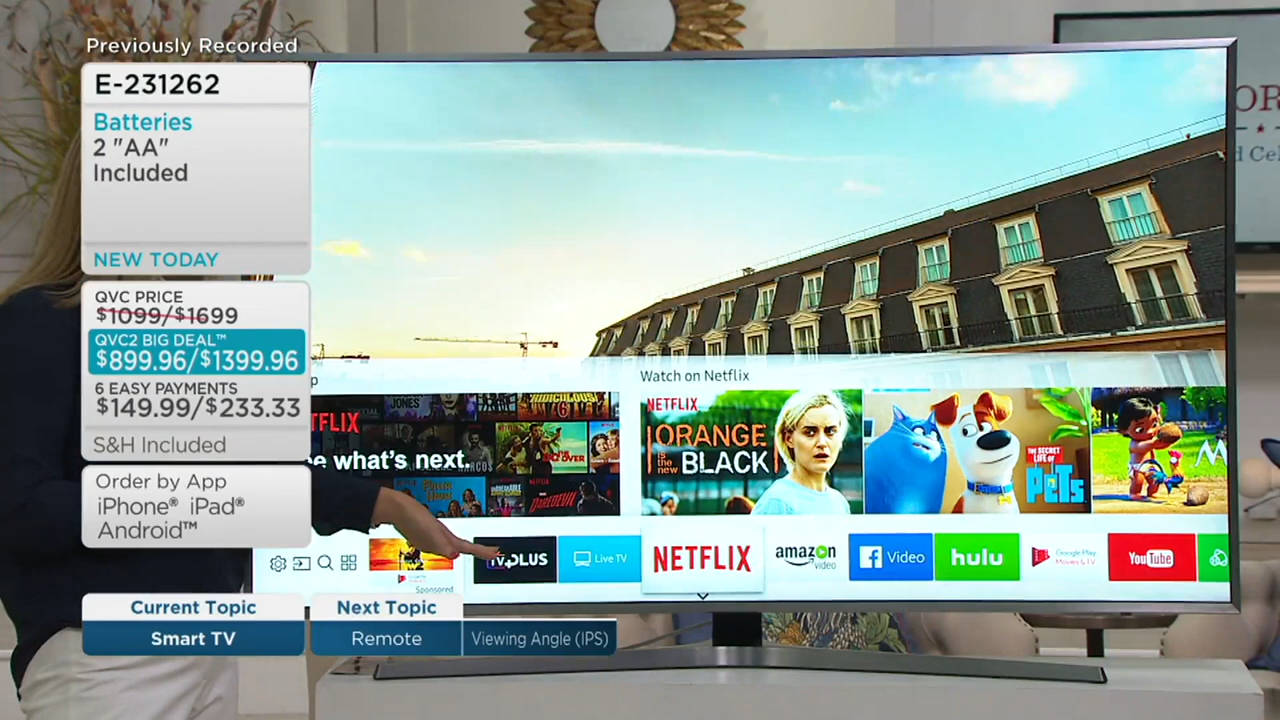 Previously Recorded
E-231262
Batteries
2 "AA"
Included
NEW TODAY
QVC PRICE
$1099/$1699
QVC2 BIG DEAL™
$899.96/$1399.96
6 EASY PAYMENTS
$149.99/$233.33
S&H Included
Order by App
iPhone® iPad®
Android™
Current Topic
Smart TV
Next Topic
Remote
Viewing Angle (IPS)
Watch on Netflix
JONES
RIDICULOUS
6
what's next.
NARCOS
DAREDEVIL
NETFLIX
ORANGE
is the new
BLACK
THE SECRET
LIFE OF
PETS
Sponsored
TV PLUS
Live TV
NETFLIX
amazon
video
Video
hulu
Google Play
Movies & TV
YouTube
OR